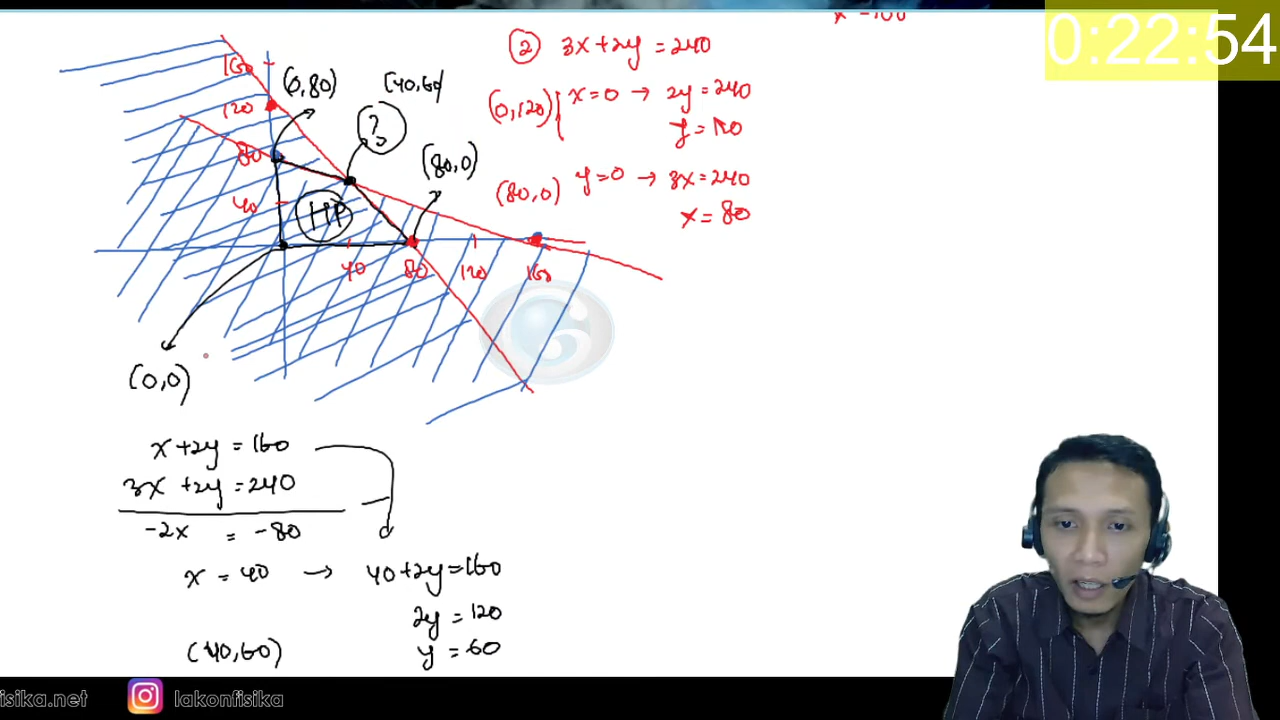 0:22:54
x=160
② 3x+2y=240
(0,120) x=0 → 2y=240
y=120
(80,0) y=0 → 3x=240
x=80
160
120
80
40
40
80
120
160
(0,80)
(40,60)
?
(80,0)
HP
(0,0)
x+2y=160
3x+2y=240
-2x = -80
x=40 → 40+2y=160
2y=120
(40,60) y=60
isika.net
lakonfisika